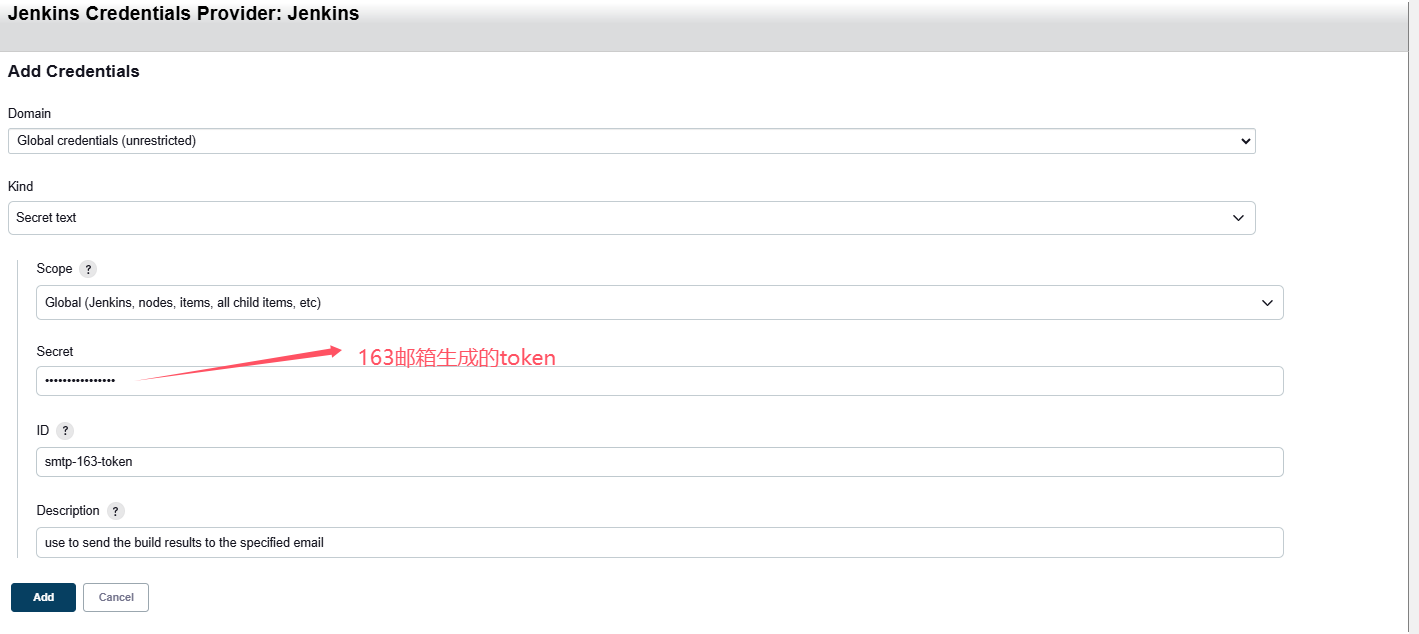 Jenkins Credentials Provider: Jenkins
Add Credentials
Domain
Global credentials (unrestricted)
Kind
Secret text
Scope ?
Global (Jenkins, nodes, items, all child items, etc)
Secret
163邮箱生成的token
••••••••••••••••
ID ?
smtp-163-token
Description ?
use to send the build results to the specified email
Add Cancel